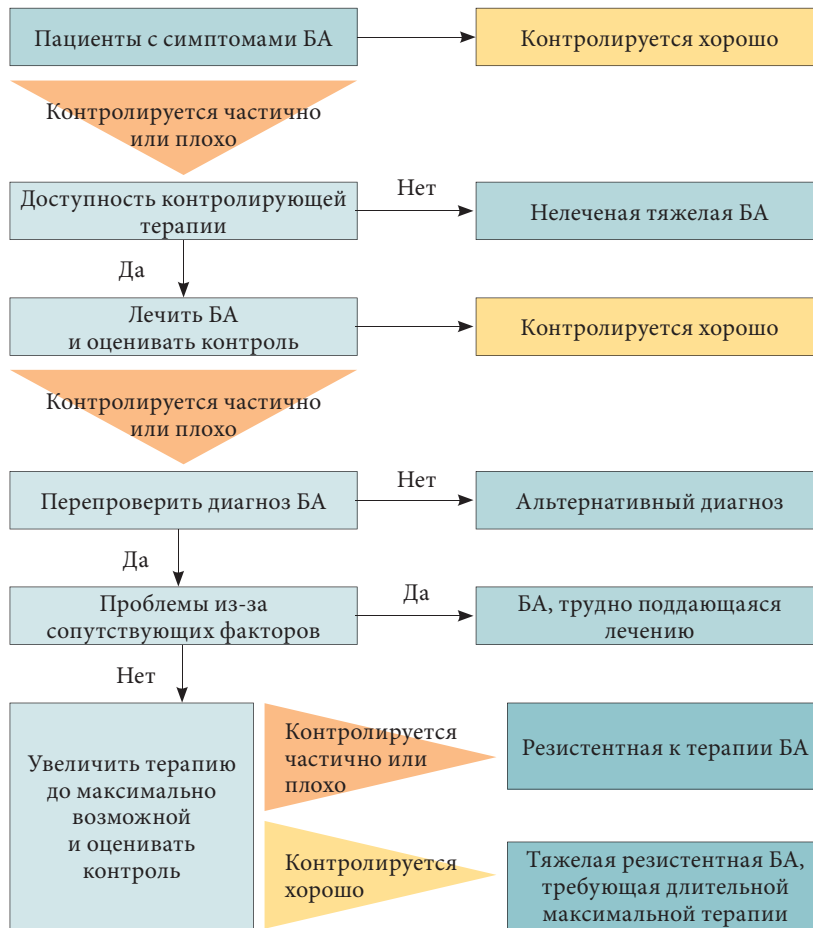 Пациенты с симптомами БА
Контролируется хорошо
Контролируется частично
или плохо
Доступность контролирующей
терапии
Нет
Нелеченая тяжелая БА
Да
Лечить БА
и оценивать контроль
Контролируется хорошо
Контролируется частично
или плохо
Перепроверить диагноз БА
Нет
Альтернативный диагноз
Да
Проблемы из-за
сопутствующих факторов
Да
БА, трудно поддающаяся
лечению
Нет
Увеличить терапию
до максимально
возможной
и оценивать
контроль
Контролируется
частично или
плохо
Резистентная к терапии БА
Контролируется
хорошо
Тяжелая резистентная БА,
требующая длительной
максимальной терапии